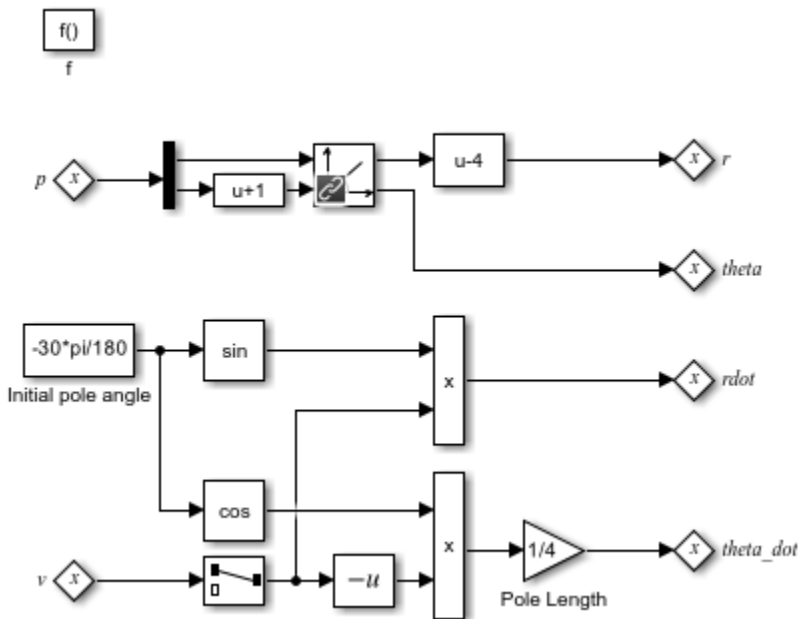 f()
f
p
x
u+1
u-4
x
r
x
theta
-30*pi/180
Initial pole angle
sin
x
x
rdot
cos
v
x
−u
x
1/4
Pole Length
x
theta_dot